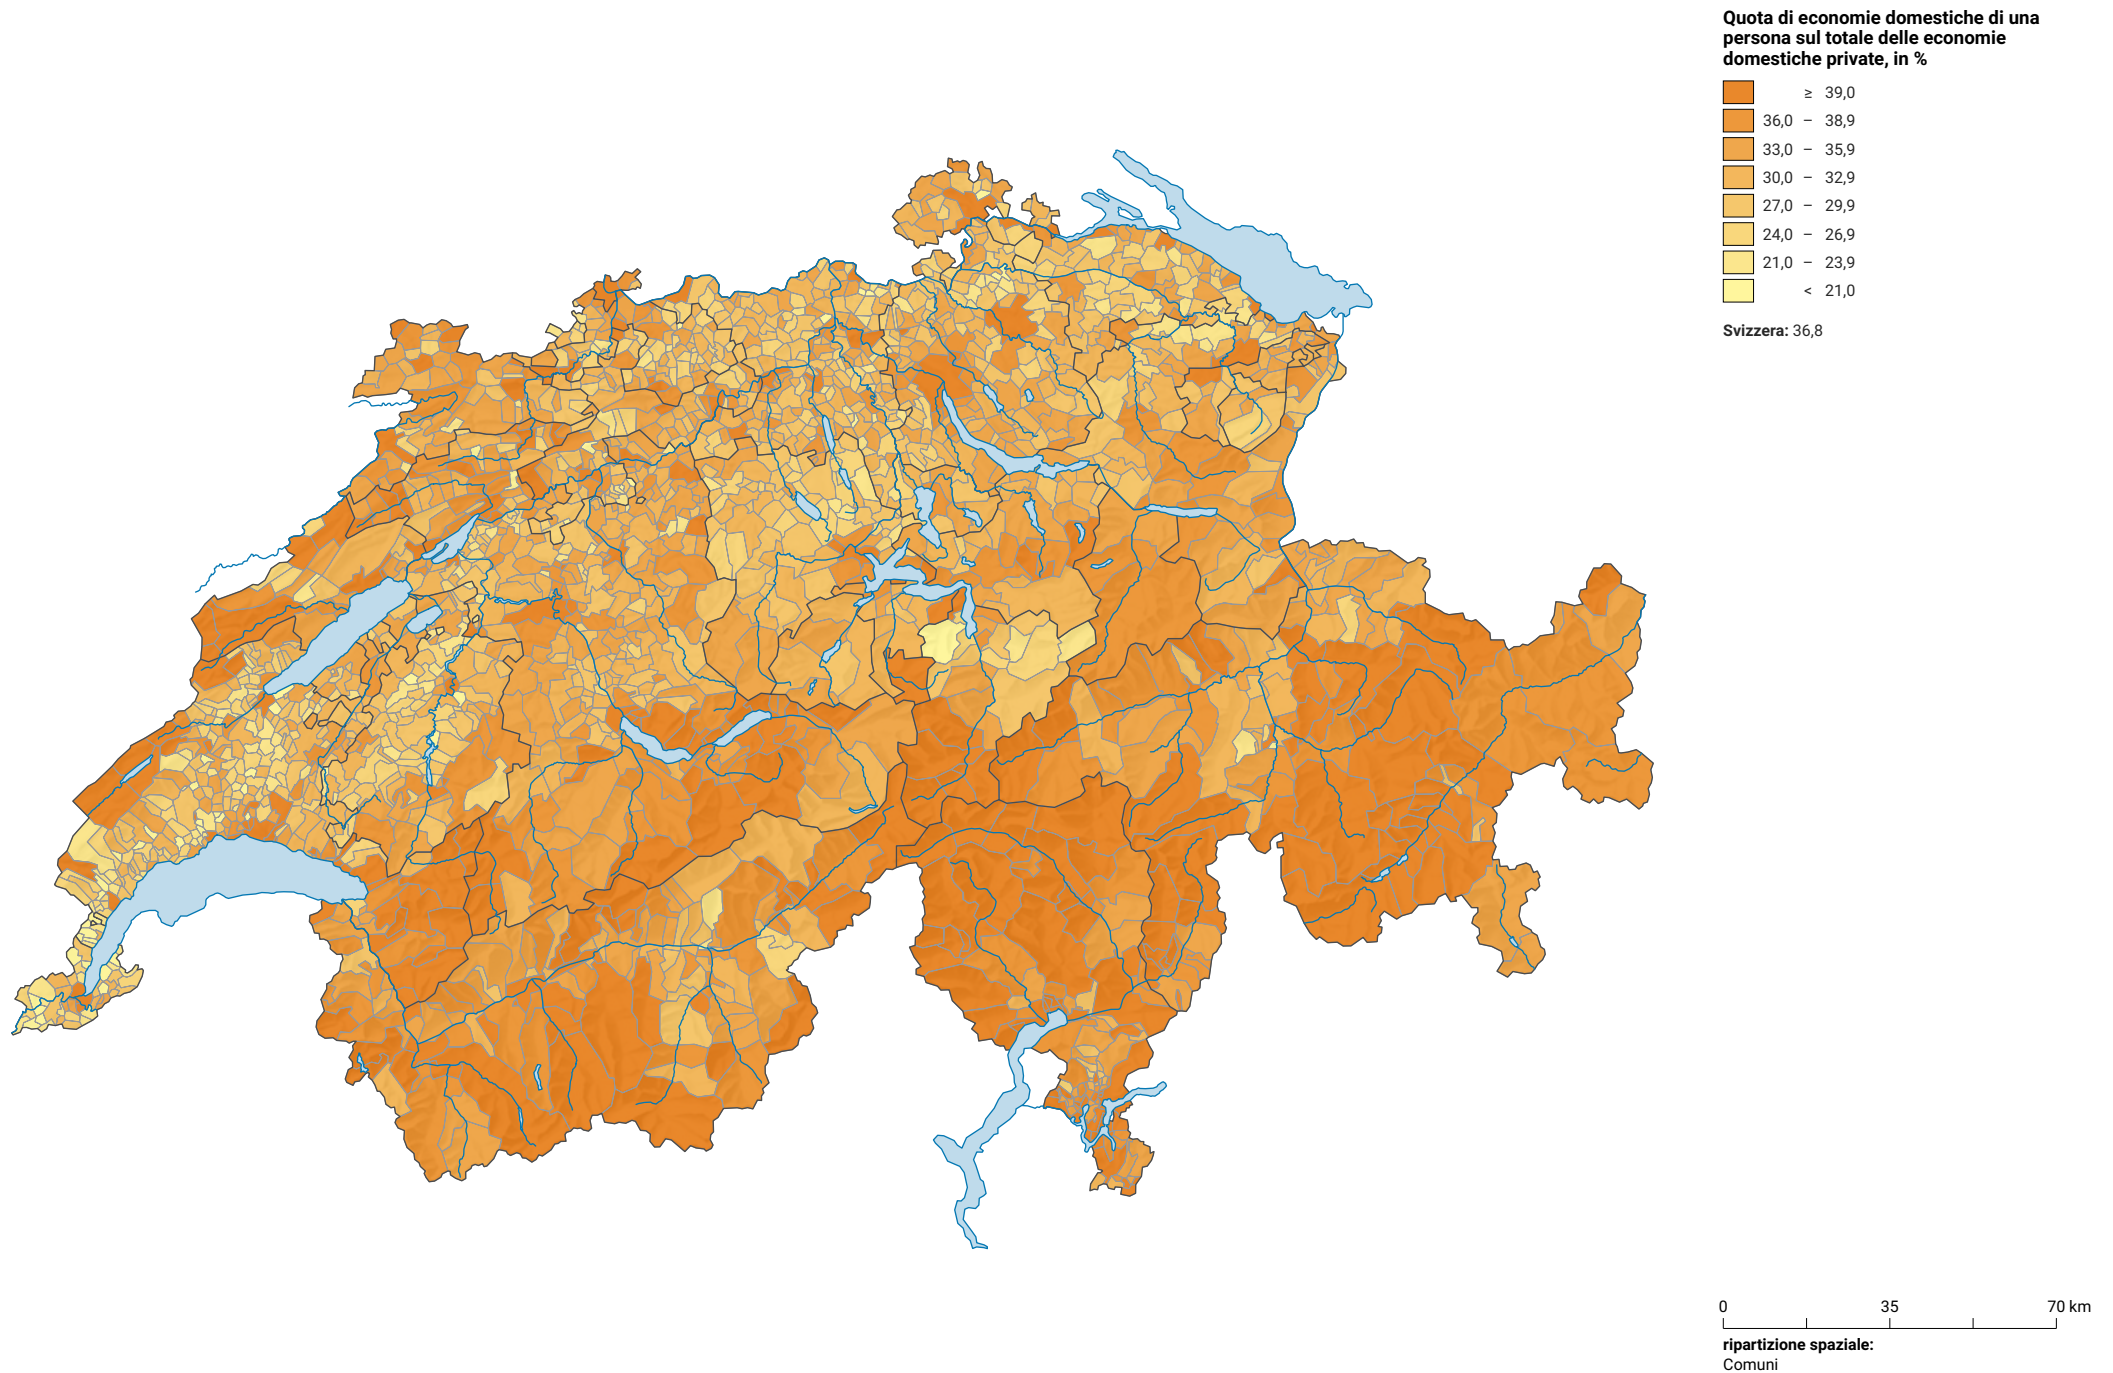 Quota di economie domestiche di una
persona sul totale delle economie
domestiche private, in %
≥ 39,0
36,0 – 38,9
33,0 – 35,9
30,0 – 32,9
27,0 – 29,9
24,0 – 26,9
21,0 – 23,9
< 21,0
Svizzera: 36,8
0 35 70 km
ripartizione spaziale:
Comuni